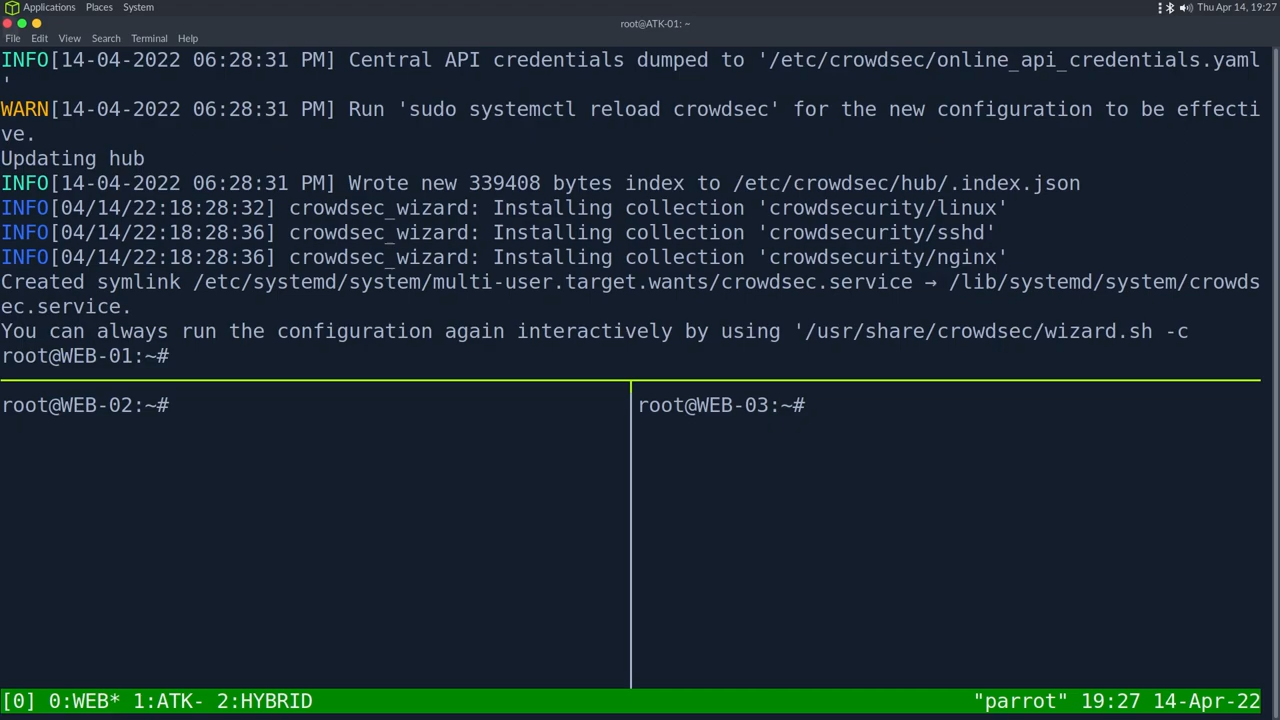 Applications Places System
Thu Apr 14, 19:27
root@ATK-01: ~
File Edit View Search Terminal Help
INFO[14-04-2022 06:28:31 PM] Central API credentials dumped to '/etc/crowdsec/online_api_credentials.yaml
'
WARN[14-04-2022 06:28:31 PM] Run 'sudo systemctl reload crowdsec' for the new configuration to be effecti
ve.
Updating hub
INFO[14-04-2022 06:28:31 PM] Wrote new 339408 bytes index to /etc/crowdsec/hub/.index.json
INFO[04/14/22:18:28:32] crowdsec_wizard: Installing collection 'crowdsecurity/linux'
INFO[04/14/22:18:28:36] crowdsec_wizard: Installing collection 'crowdsecurity/sshd'
INFO[04/14/22:18:28:36] crowdsec_wizard: Installing collection 'crowdsecurity/nginx'
Created symlink /etc/systemd/system/multi-user.target.wants/crowdsec.service → /lib/systemd/system/crowds
ec.service.
You can always run the configuration again interactively by using '/usr/share/crowdsec/wizard.sh -c
root@WEB-01:~#
root@WEB-02:~#
root@WEB-03:~#
[0] 0:WEB* 1:ATK- 2:HYBRID
"parrot" 19:27 14-Apr-22